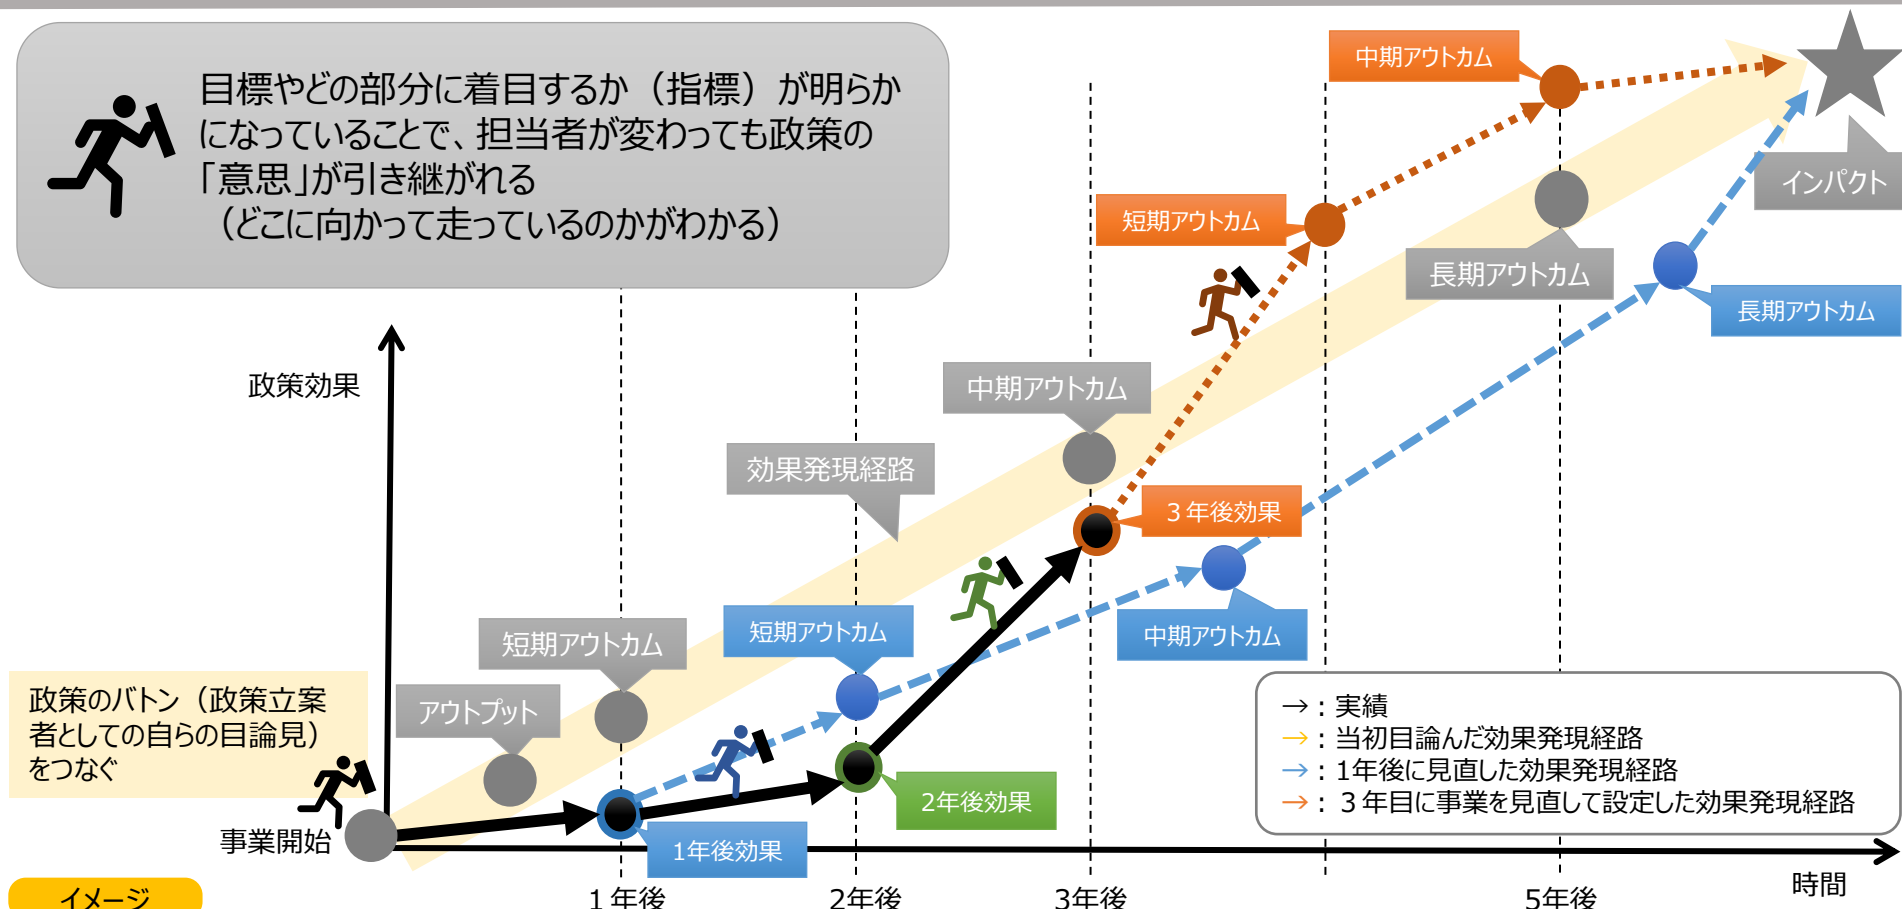 目標やどの部分に着目するか（指標）が明らか
になっていることで、担当者が変わっても政策の
「意思」が引き継がれる
（どこに向かって走っているのかがわかる）
中期アウトカム
インパクト
短期アウトカム
長期アウトカム
長期アウトカム
政策効果
中期アウトカム
効果発現経路
３年後効果
短期アウトカム
短期アウトカム
中期アウトカム
政策のバトン（政策立案
者としての自らの目論見）
をつなぐ
アウトプット
2年後効果
事業開始
1年後効果
→：実績
→：当初目論んだ効果発現経路
→：1年後に見直した効果発現経路
→：３年目に事業を見直して設定した効果発現経路
イメージ
１年後
2年後
3年後
5年後
時間